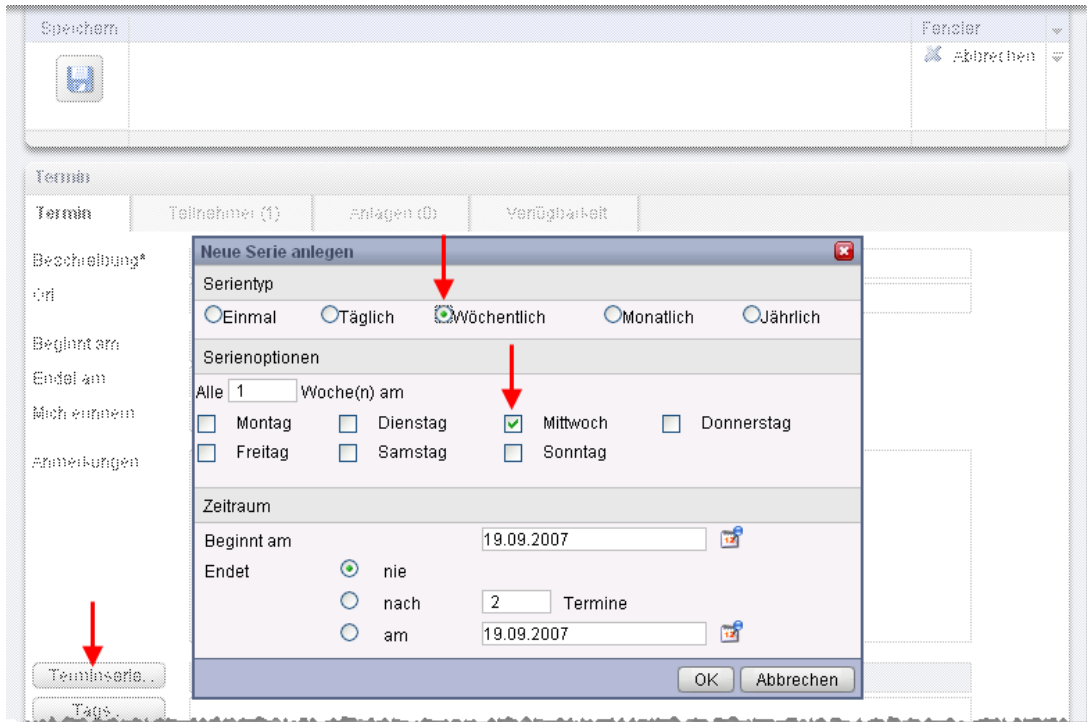 Speichern Fenster
Abbrechen
Termin
Termin Teilnehmer (1) Anlagen (0) Verfügbarkeit
Neue Serie anlegen
Beschreibung*
Serientyp
Ort
Einmal Täglich Wöchentlich Monatlich Jährlich
Beginnt am
Serienoptionen
Endet am
Alle 1 Woche(n) am
Mich erinnern
Montag Dienstag Mittwoch Donnerstag
Freitag Samstag Sonntag
Anmerkungen
Zeitraum
Beginnt am 19.09.2007
Endet nie
nach 2 Termine
am 19.09.2007
Terminserie...
OK Abbrechen
Tags...